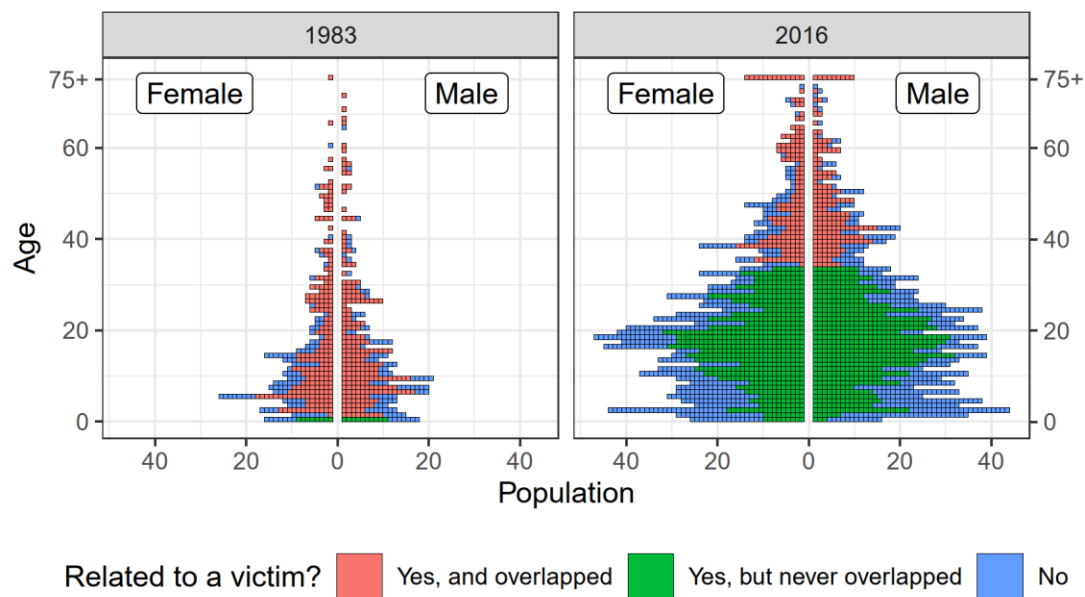 1983 2016
75+ Female Male Female Male 75+
60 60
40 40
20 20
0 0
40 20 0 20 40 40 20 0 20 40
Age
Population
Related to a victim? Yes, and overlapped Yes, but never overlapped No